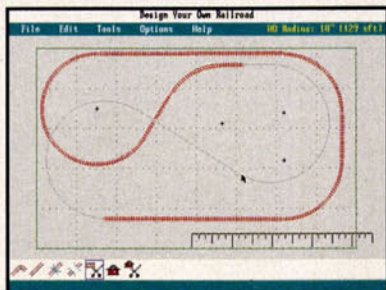 Design Your Own Railroad
File Edit Tools Options Help HO Radius: 18" (129 sft)